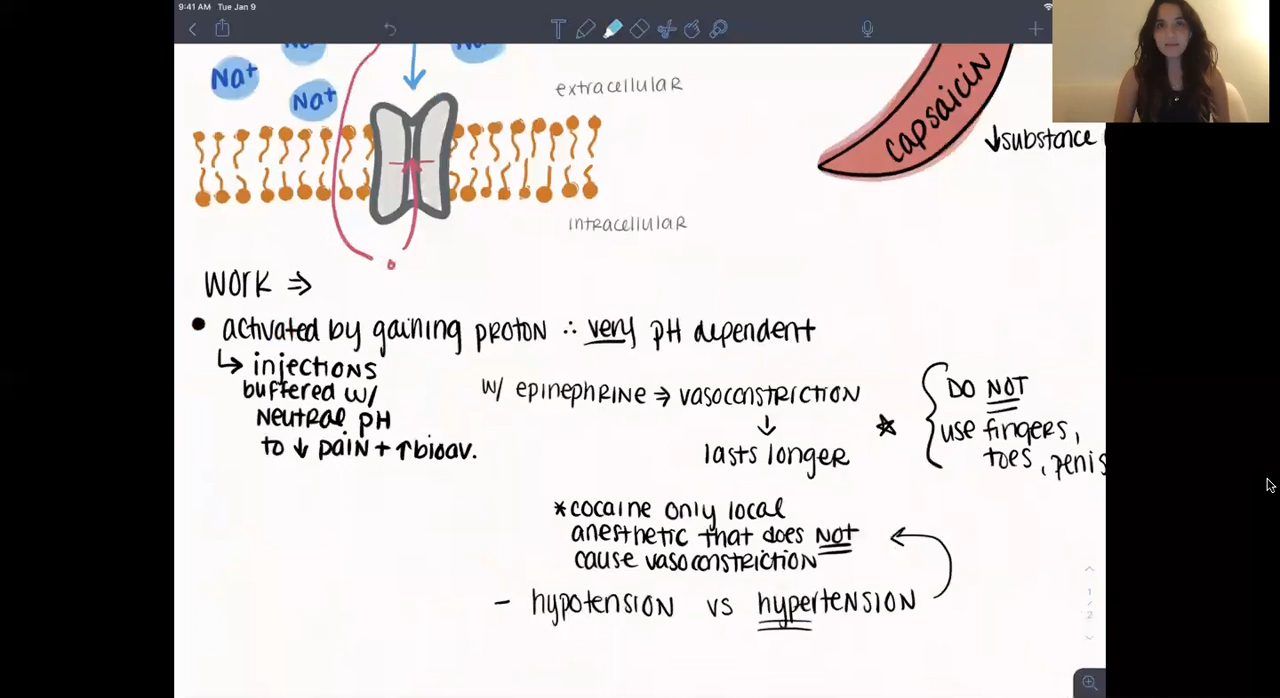 9:41 AM Tue Jan 9
Na+
Na+
extracellular
capsaicin
↓substance
intracellular
WORK ⇒
• activated by gaining proton ∴ very pH dependent
↳ injections
buffered w/
neutral pH
to ↓ pain + ↑ bioav.
w/ epinephrine → vasoconstriction
↓
lasts longer
★
DO NOT
use fingers,
toes, penis
*cocaine only local
anesthetic that does NOT
cause vasoconstriction
- hypotension vs hypertension
1/2